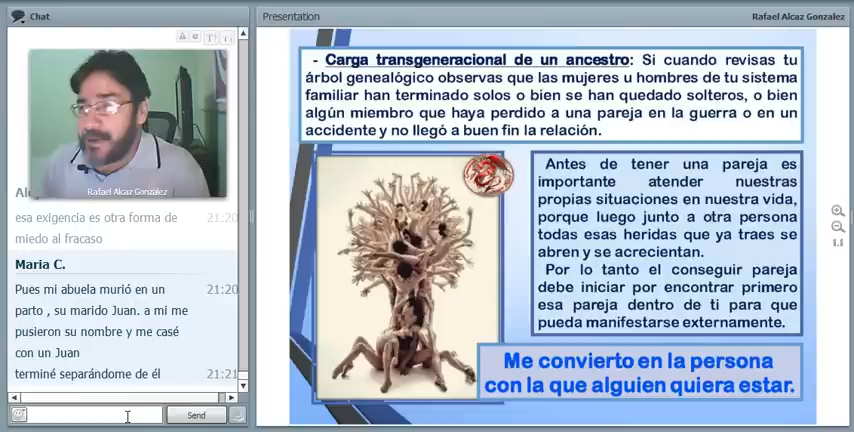 Chat
Presentation
Rafael Alcaz Gonzalez
Rafael Alcaz Gonzalez
esa exigencia es otra forma de 21:20
miedo al fracaso
Maria C.
Pues mi abuela murió en un 21:20
parto , su marido Juan. a mi me
pusieron su nombre y me casé
con un Juan
terminé separándome de él 21:21
Send
- Carga transgeneracional de un ancestro: Si cuando revisas tu
árbol genealógico observas que las mujeres u hombres de tu sistema
familiar han terminado solos o bien se han quedado solteros, o bien
algún miembro que haya perdido a una pareja en la guerra o en un
accidente y no llegó a buen fin la relación.
Antes de tener una pareja es
importante atender nuestras
propias situaciones en nuestra vida,
porque luego junto a otra persona
todas esas heridas que ya traes se
abren y se acrecientan.
Por lo tanto el conseguir pareja
debe iniciar por encontrar primero
esa pareja dentro de ti para que
pueda manifestarse externamente.
Me convierto en la persona
con la que alguien quiera estar.
1.1